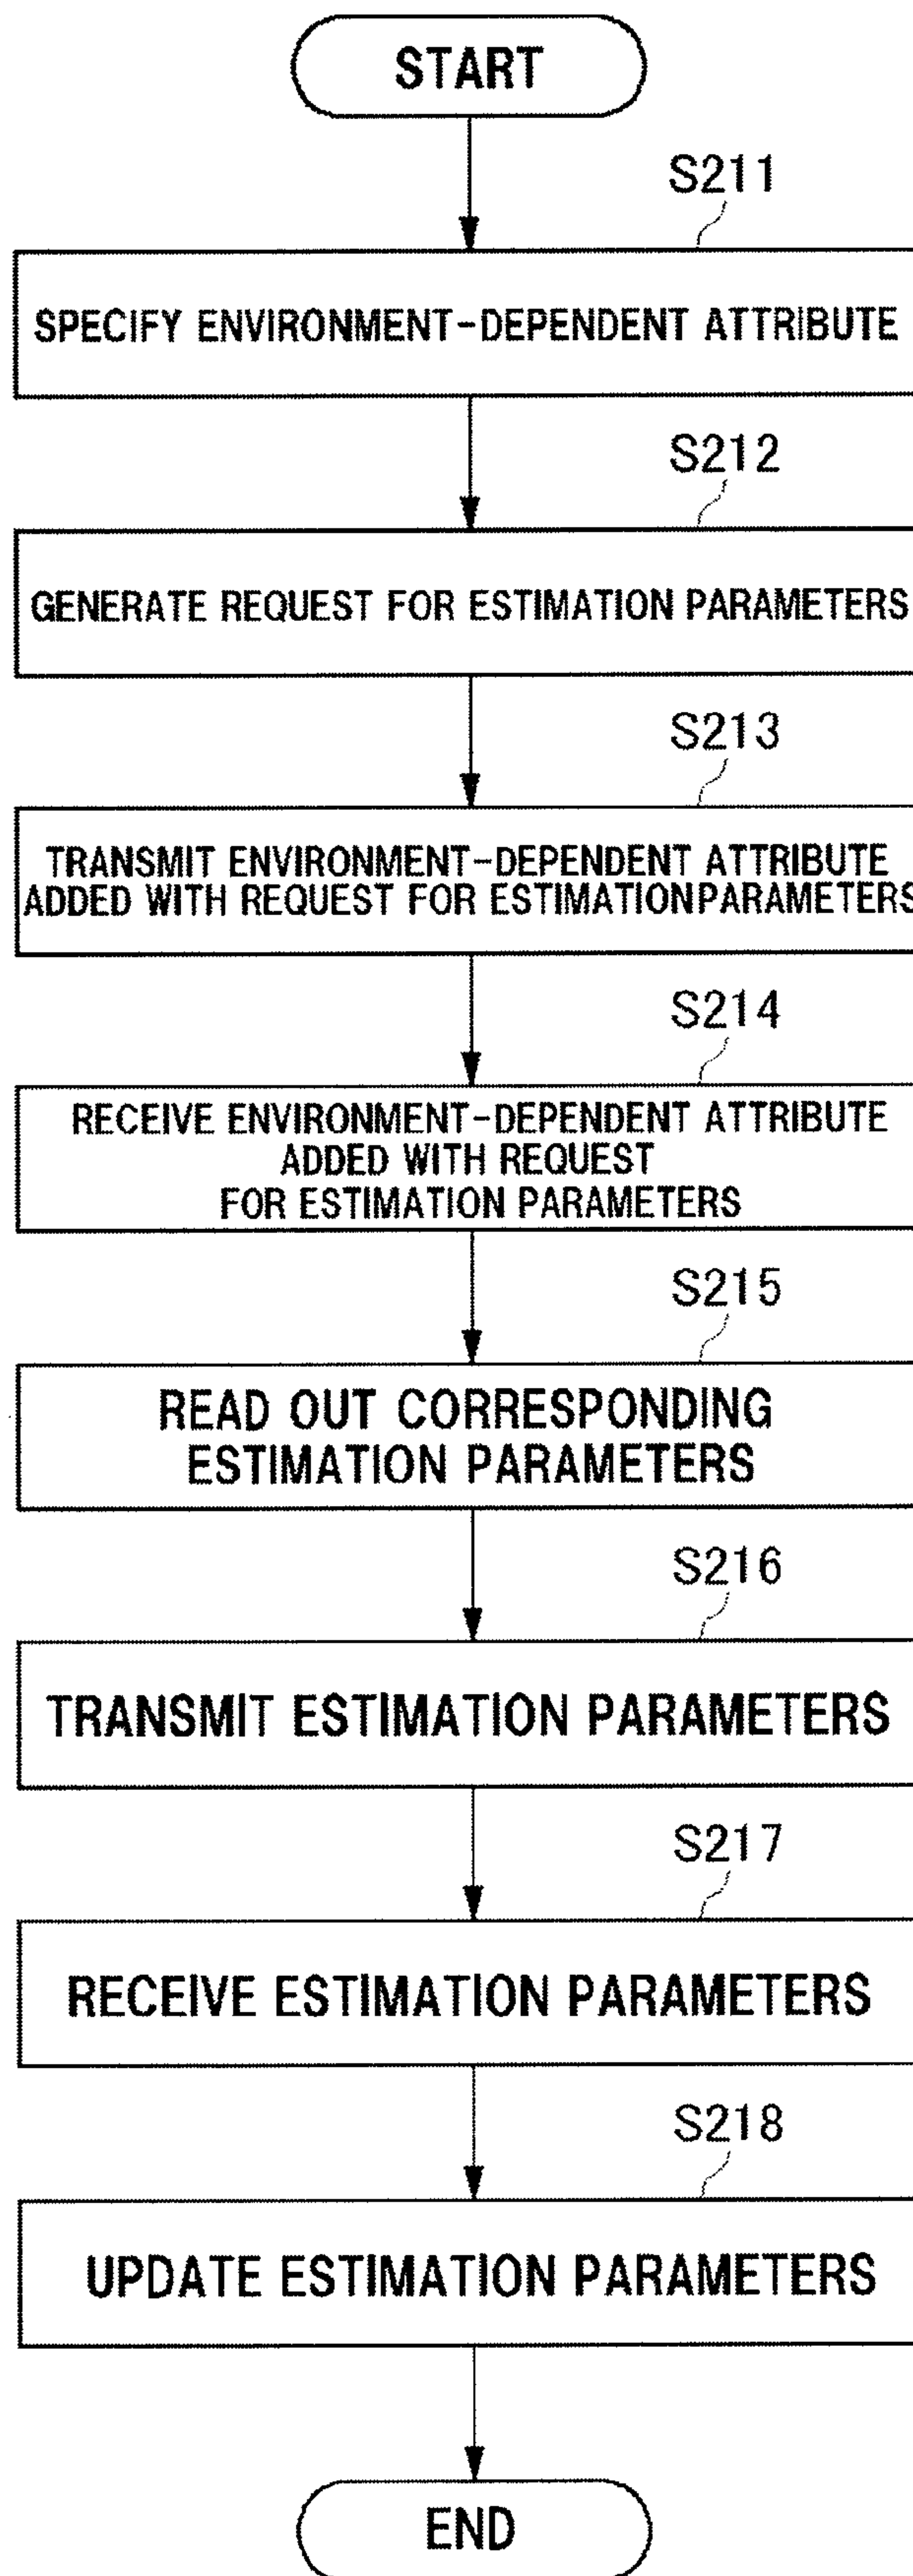 START
S211
SPECIFY ENVIRONMENT-DEPENDENT ATTRIBUTE
S212
GENERATE REQUEST FOR ESTIMATION PARAMETERS
S213
TRANSMIT ENVIRONMENT-DEPENDENT ATTRIBUTE
ADDED WITH REQUEST FOR ESTIMATION PARAMETERS
S214
RECEIVE ENVIRONMENT-DEPENDENT ATTRIBUTE
ADDED WITH REQUEST
FOR ESTIMATION PARAMETERS
S215
READ OUT CORRESPONDING
ESTIMATION PARAMETERS
S216
TRANSMIT ESTIMATION PARAMETERS
S217
RECEIVE ESTIMATION PARAMETERS
S218
UPDATE ESTIMATION PARAMETERS
END